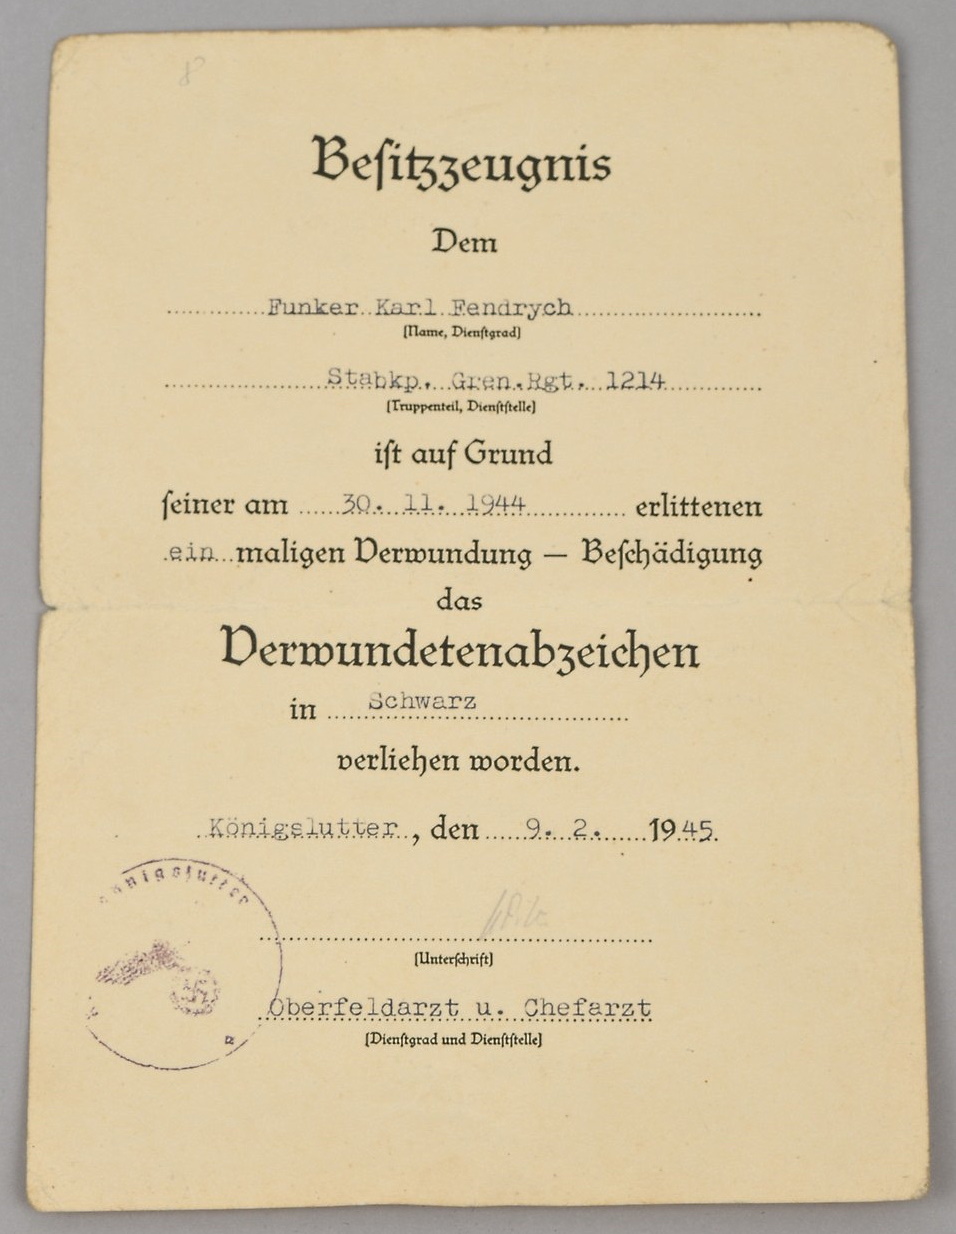 Besitzzeugnis
Dem
Funker Karl Fendrych
(Name, Dienstgrad)
Stabkp. Gren.Rgt. 1214
(Truppenteil, Dienststelle)
ist auf Grund
seiner am 30. 11. 1944 erlittenen
ein maligen Verwundung — Beschädigung
das
Verwundetenabzeichen
in Schwarz
verliehen worden.
Königslutter, den 9. 2. 1945.
(Unterschrift)
Oberfeldarzt u. Chefarzt
(Dienstgrad und Dienststelle)